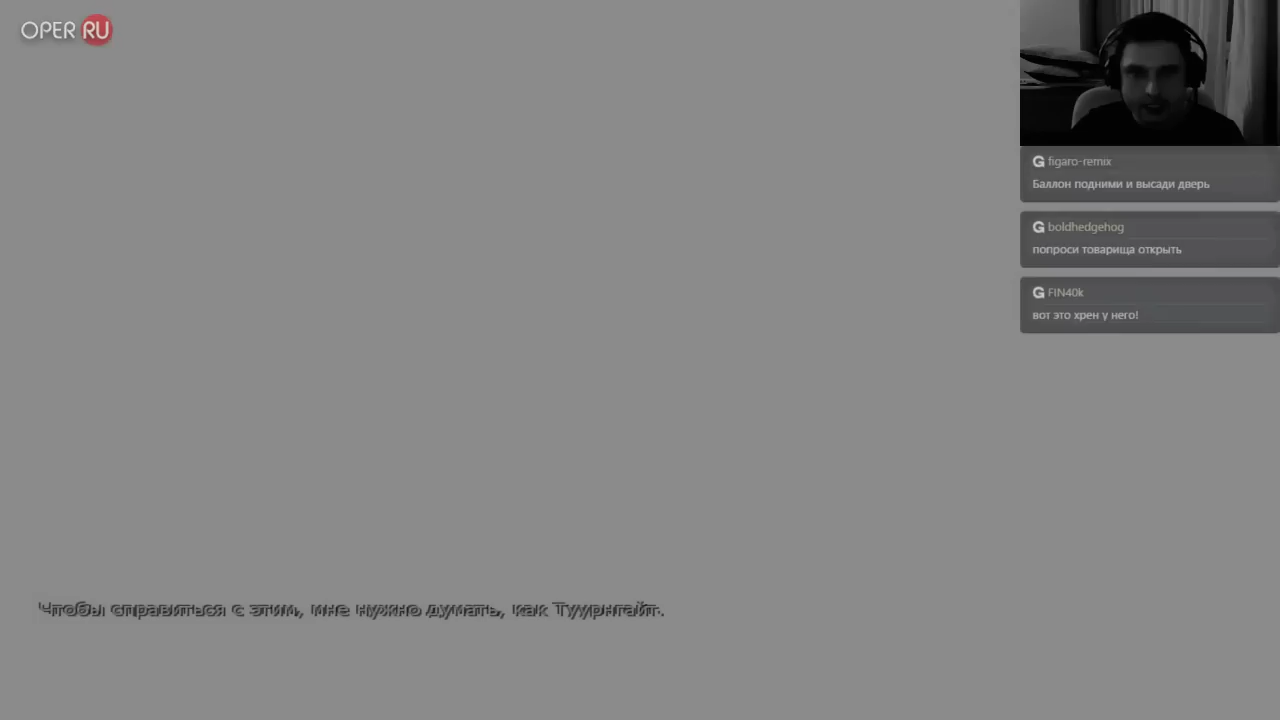 OPER RU
G figaro-remix
Баллон подними и высади дверь
G boldhedgehog
попроси товарища открыть
G FIN40k
вот это хрен у него!
Чтобы справиться с этим, мне нужно думать, как Туурнгайт.